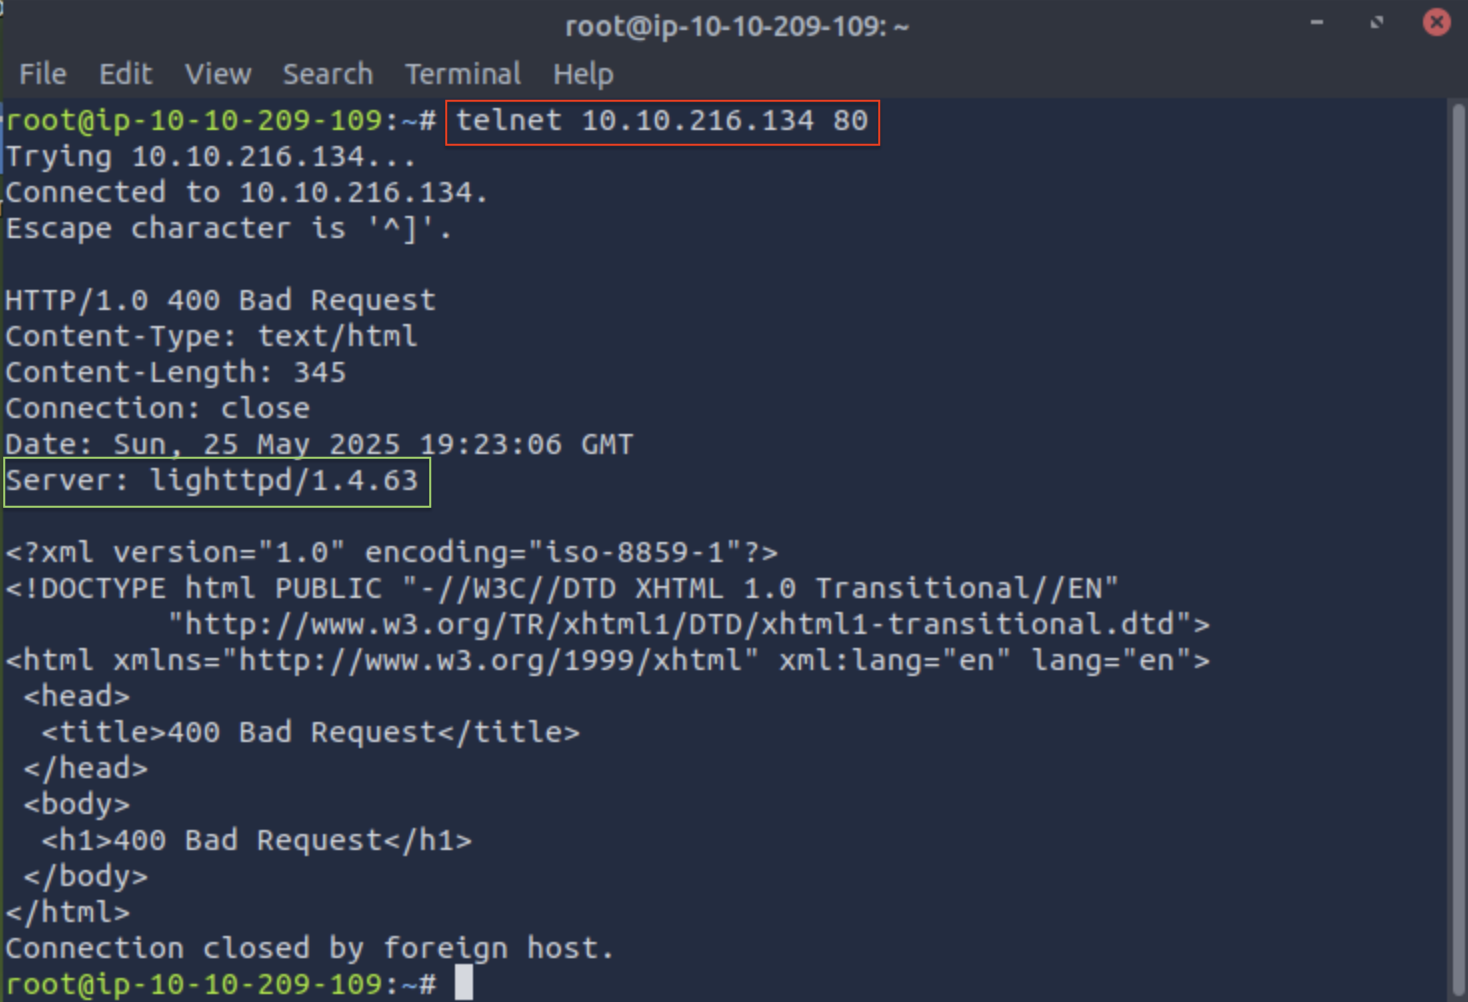 root@ip-10-10-209-109: ~
File Edit View Search Terminal Help
root@ip-10-10-209-109:~# telnet 10.10.216.134 80
Trying 10.10.216.134...
Connected to 10.10.216.134.
Escape character is '^]'.
HTTP/1.0 400 Bad Request
Content-Type: text/html
Content-Length: 345
Connection: close
Date: Sun, 25 May 2025 19:23:06 GMT
Server: lighttpd/1.4.63
<?xml version="1.0" encoding="iso-8859-1"?>
<!DOCTYPE html PUBLIC "-//W3C//DTD XHTML 1.0 Transitional//EN"
         "http://www.w3.org/TR/xhtml1/DTD/xhtml1-transitional.dtd">
<html xmlns="http://www.w3.org/1999/xhtml" xml:lang="en" lang="en">
 <head>
  <title>400 Bad Request</title>
 </head>
 <body>
  <h1>400 Bad Request</h1>
 </body>
</html>
Connection closed by foreign host.
root@ip-10-10-209-109:~#